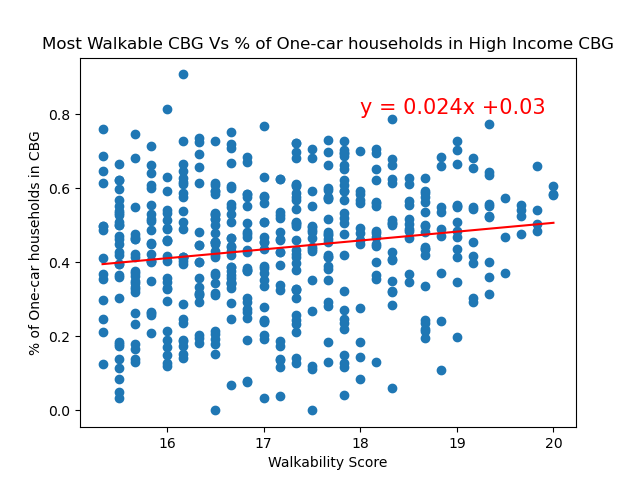 Most Walkable CBG Vs % of One-car households in High Income CBG
y = 0.024x +0.03
% of One-car households in CBG
0.8
0.6
0.4
0.2
0.0
16 17 18 19 20
Walkability Score